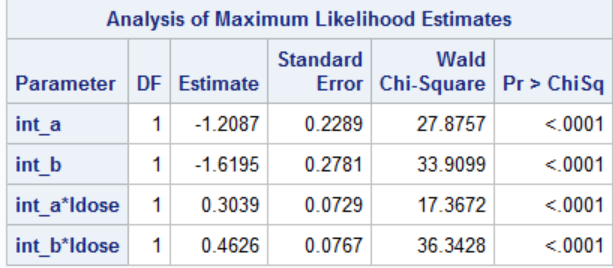 Analysis of Maximum Likelihood Estimates
Parameter DF Estimate Standard Error Wald Chi-Square Pr > ChiSq
int_a 1 -1.2087 0.2289 27.8757 <.0001
int_b 1 -1.6195 0.2781 33.9099 <.0001
int_a*ldose 1 0.3039 0.0729 17.3672 <.0001
int_b*ldose 1 0.4626 0.0767 36.3428 <.0001